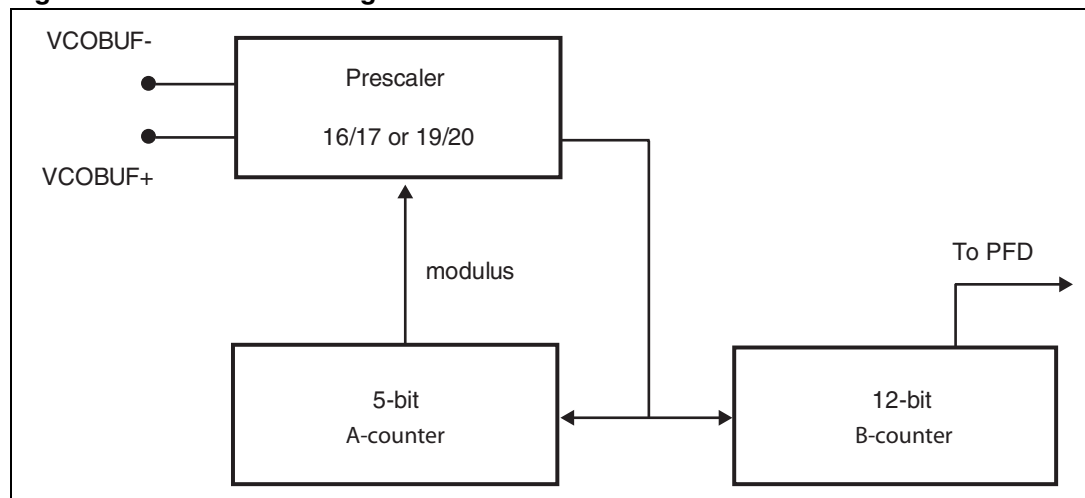 VCOBUF-
Prescaler
16/17 or 19/20
VCOBUF+
modulus
To PFD
5-bit
A-counter
12-bit
B-counter